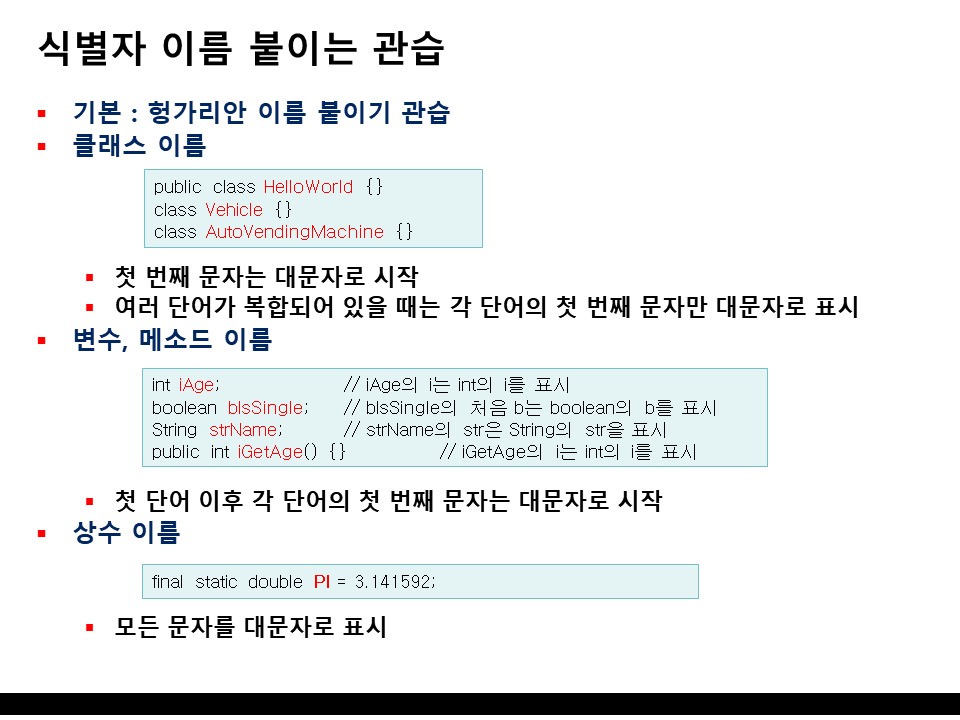 식별자 이름 붙이는 관습
기본 : 헝가리안 이름 붙이기 관습
클래스 이름
public class HelloWorld {}
class Vehicle {}
class AutoVendingMachine {}
첫 번째 문자는 대문자로 시작
여러 단어가 복합되어 있을 때는 각 단어의 첫 번째 문자만 대문자로 표시
변수, 메소드 이름
int iAge; // iAge의 i는 int의 i를 표시
boolean bIsSingle; // bIsSingle의 처음 b는 boolean의 b를 표시
String strName; // strName의 str은 String의 str을 표시
public int iGetAge() {} // iGetAge의 i는 int의 i를 표시
첫 단어 이후 각 단어의 첫 번째 문자는 대문자로 시작
상수 이름
final static double PI = 3.141592;
모든 문자를 대문자로 표시